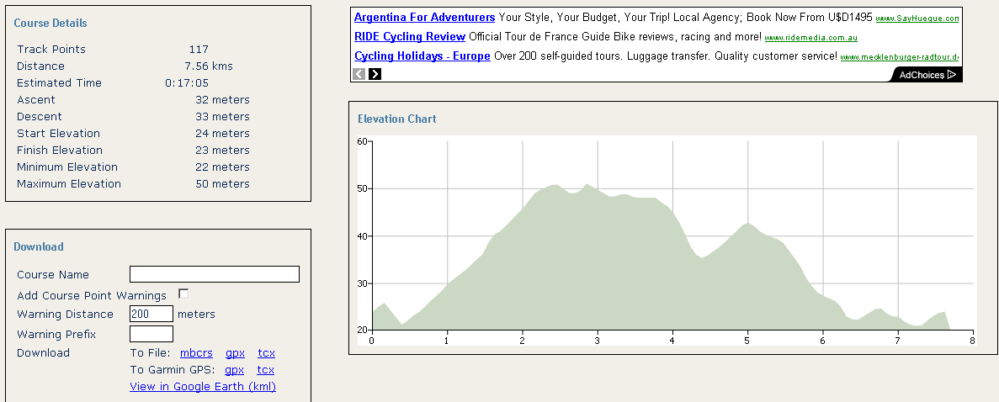 Course Details
Track Points 117
Distance 7.56 kms
Estimated Time 0:17:05
Ascent 32 meters
Descent 33 meters
Start Elevation 24 meters
Finish Elevation 23 meters
Minimum Elevation 22 meters
Maximum Elevation 50 meters
Download
Course Name
Add Course Point Warnings
Warning Distance 200 meters
Warning Prefix
Download To File: mbcrs gpx tcx
To Garmin GPS: gpx tcx
View in Google Earth (kml)
Argentina For Adventurers Your Style, Your Budget, Your Trip! Local Agency; Book Now From U$D1495 www.SayHueque.con
RIDE Cycling Review Official Tour de France Guide Bike reviews, racing and more! www.ridemedia.com.au
Cycling Holidays - Europe Over 200 self-guided tours. Luggage transfer. Quality customer service! www.mecklenburger-radtour.de
AdChoices
Elevation Chart
60
50
40
30
20
0 1 2 3 4 5 6 7 8